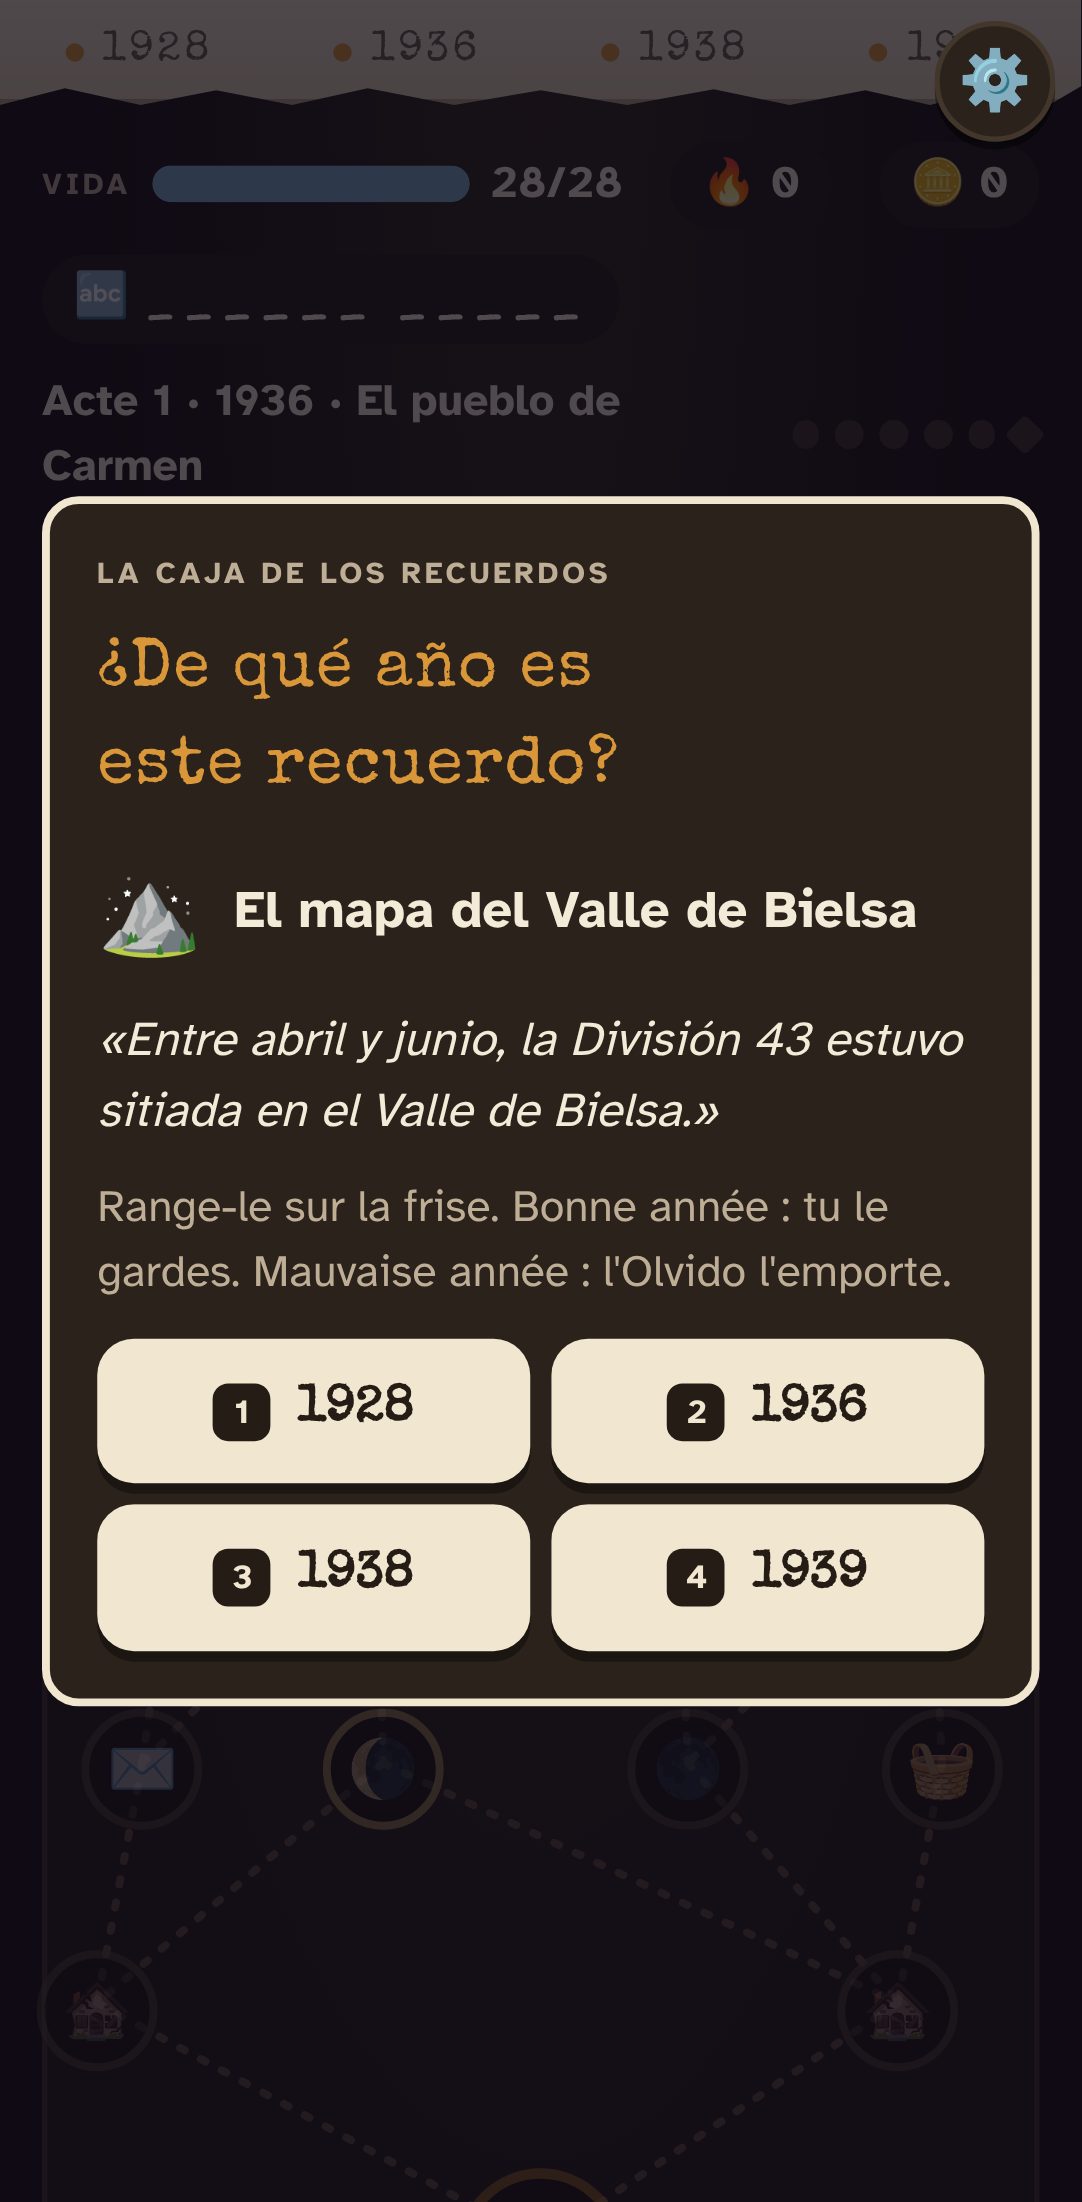 1928 1936 1938 19
VIDA 28/28 0 0
abc _ _ _ _ _ _ _ _ _ _ _
Acte 1 · 1936 · El pueblo de
Carmen
LA CAJA DE LOS RECUERDOS
¿De qué año es
este recuerdo?
El mapa del Valle de Bielsa
«Entre abril y junio, la División 43 estuvo
sitiada en el Valle de Bielsa.»
Range-le sur la frise. Bonne année : tu le
gardes. Mauvaise année : l'Olvido l'emporte.
1 1928
2 1936
3 1938
4 1939